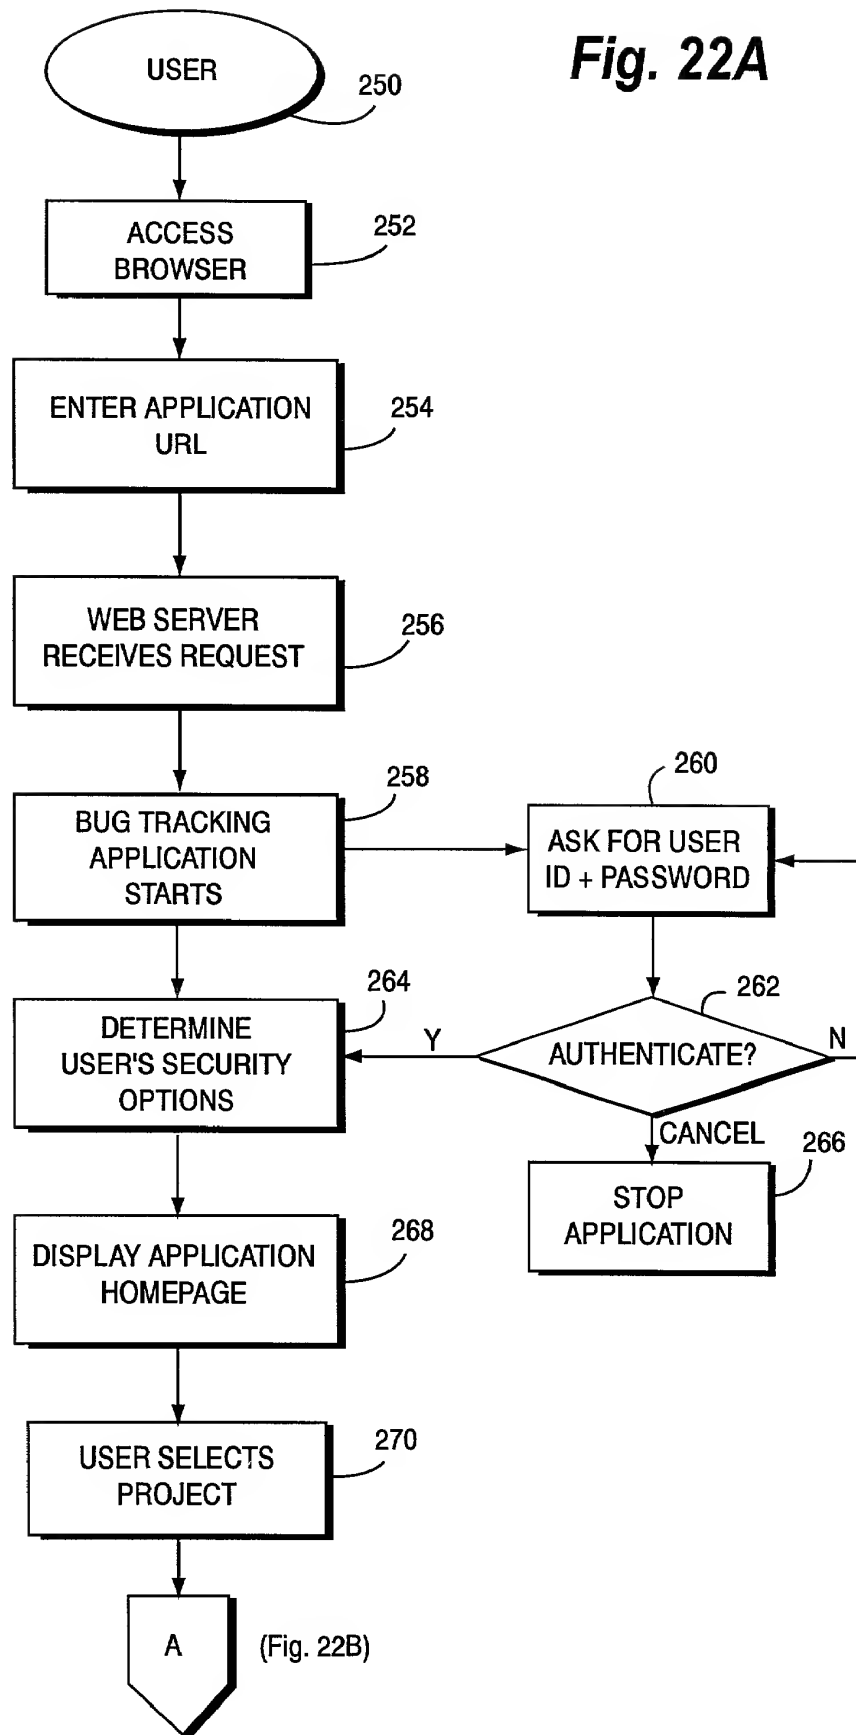 Fig. 22A
USER
250
ACCESS
BROWSER
252
ENTER APPLICATION
URL
254
WEB SERVER
RECEIVES REQUEST
256
BUG TRACKING
APPLICATION
STARTS
258
ASK FOR USER
ID + PASSWORD
260
DETERMINE
USER'S SECURITY
OPTIONS
264
Y
AUTHENTICATE?
262
N
CANCEL
STOP
APPLICATION
266
DISPLAY APPLICATION
HOMEPAGE
268
USER SELECTS
PROJECT
270
A
(Fig. 22B)